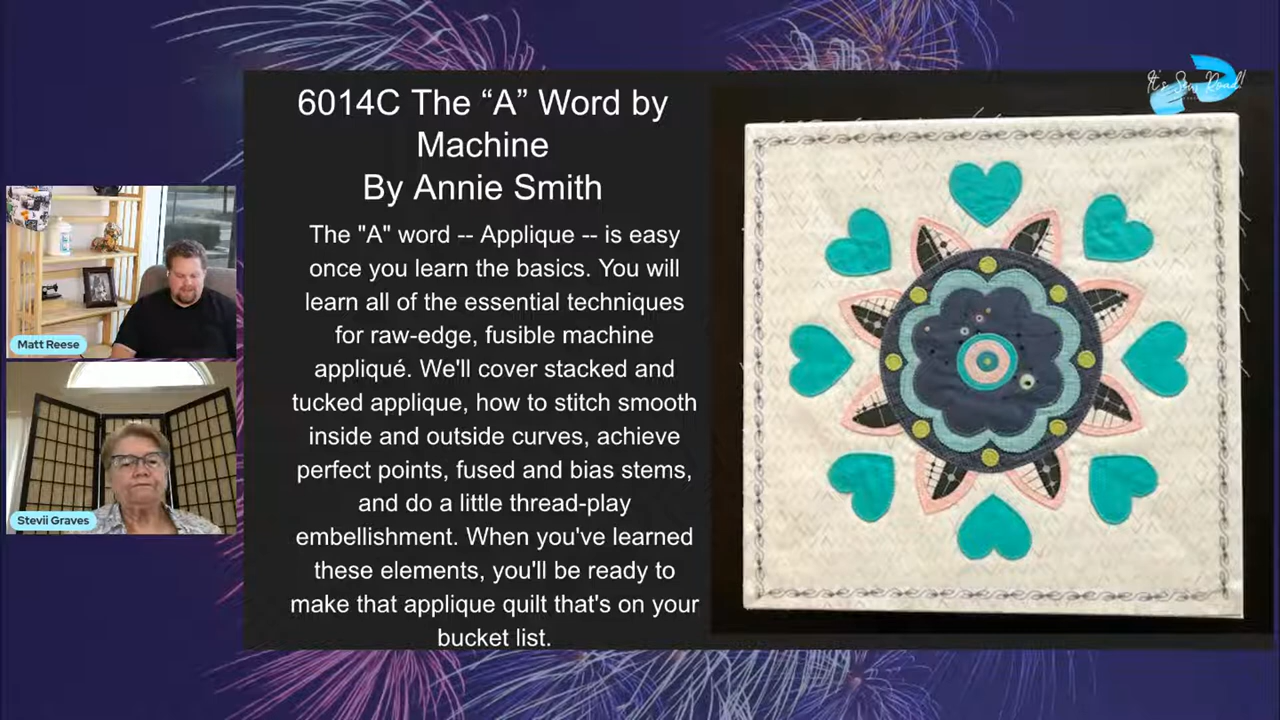 6014C The “A” Word by
Machine
By Annie Smith
The "A" word -- Applique -- is easy
once you learn the basics. You will
learn all of the essential techniques
for raw-edge, fusible machine
appliqué. We'll cover stacked and
tucked applique, how to stitch smooth
inside and outside curves, achieve
perfect points, fused and bias stems,
and do a little thread-play
embellishment. When you've learned
these elements, you'll be ready to
make that applique quilt that's on your
bucket list.
It's Sew Road!
Matt Reese
Stevii Graves